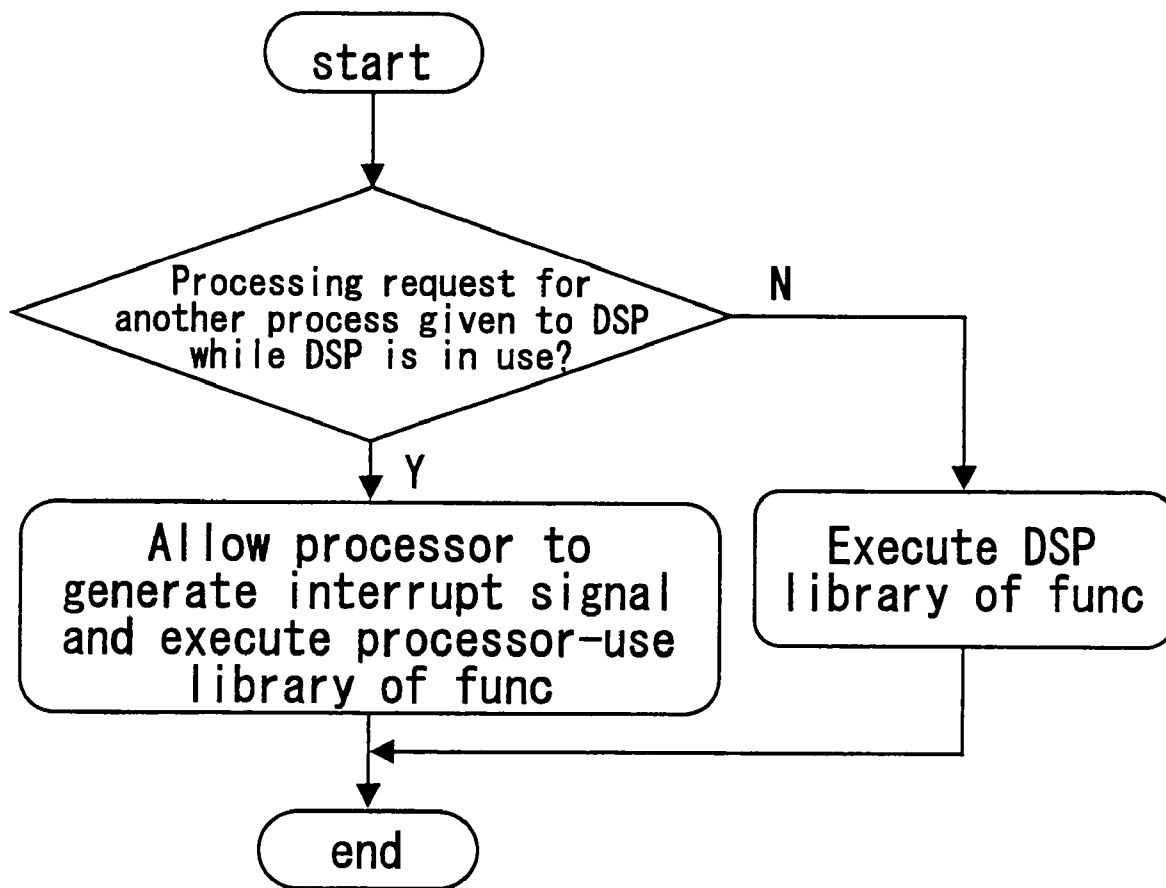 start
Processing request for
another process given to DSP
while DSP is in use?
N
Y
Allow processor to
generate interrupt signal
and execute processor-use
library of func
Execute DSP
library of func
end